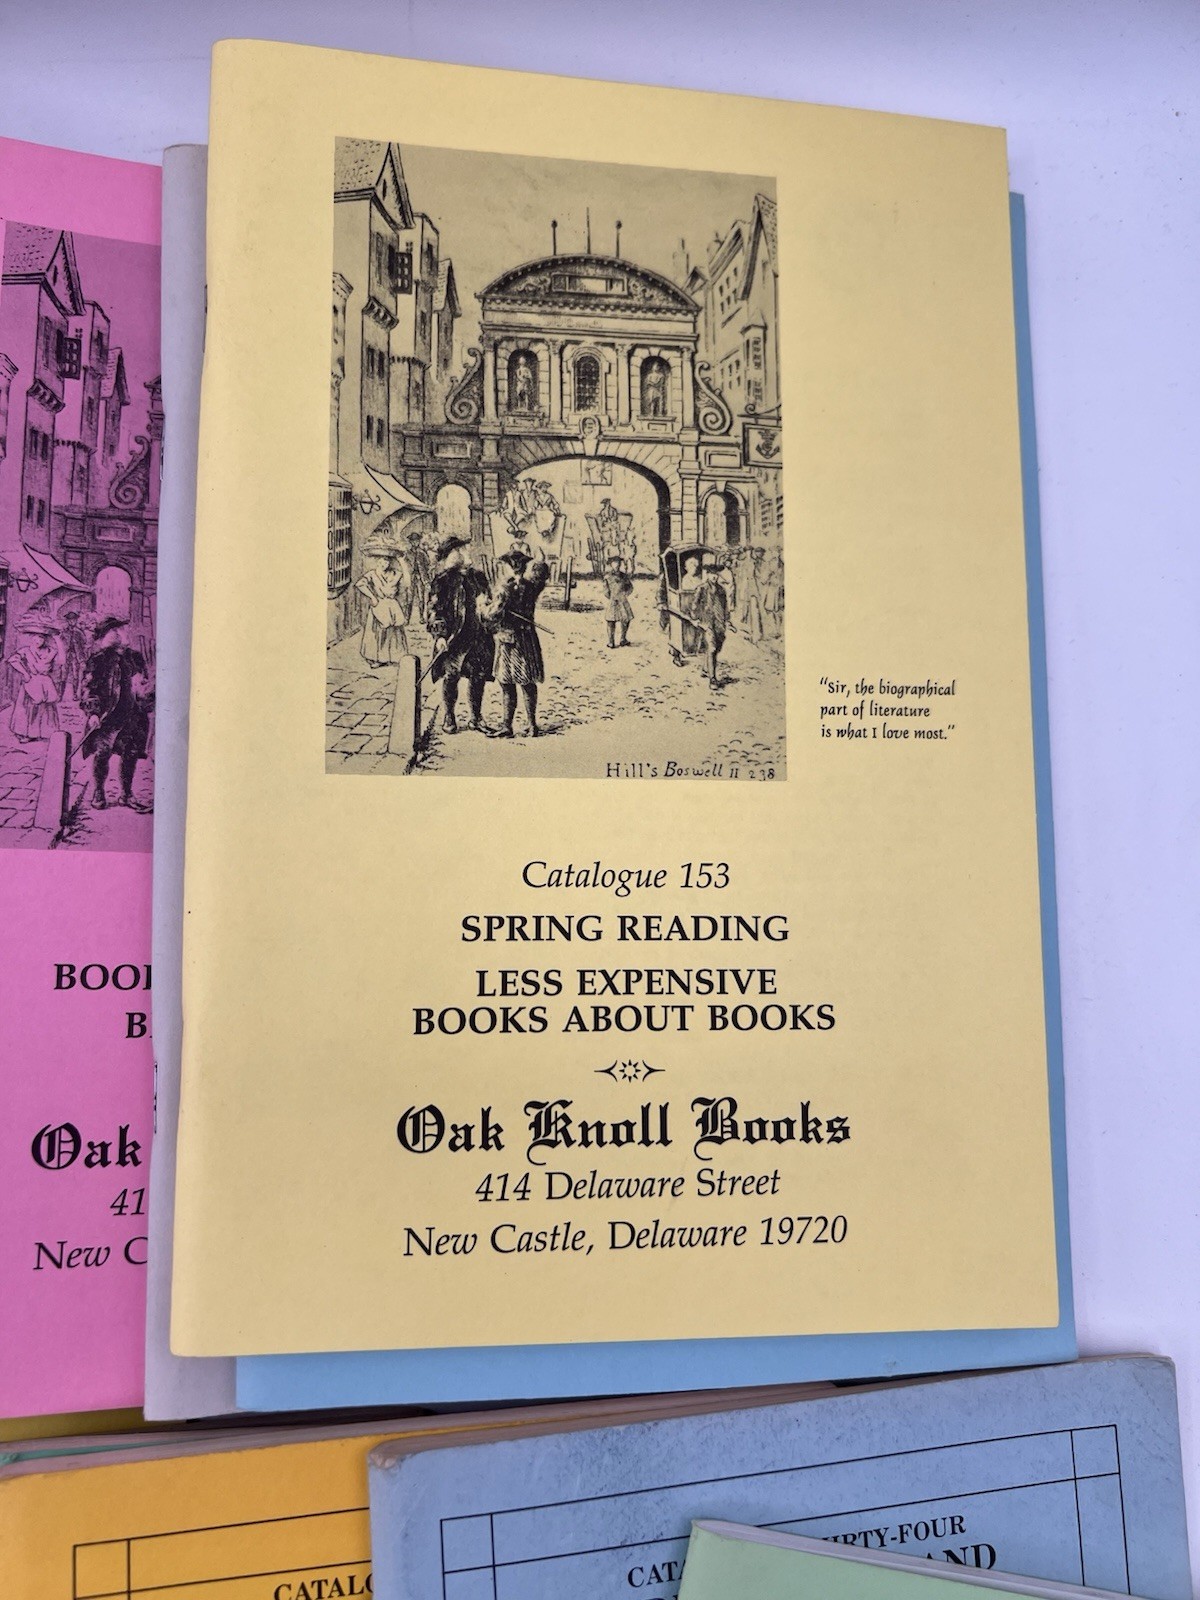 "Sir, the biographical
part of literature
is what I love most."
Hill's Boswell II 238
Catalogue 153
SPRING READING
LESS EXPENSIVE
BOOKS ABOUT BOOKS
Oak Knoll Books
414 Delaware Street
New Castle, Delaware 19720
Oak
41
New C